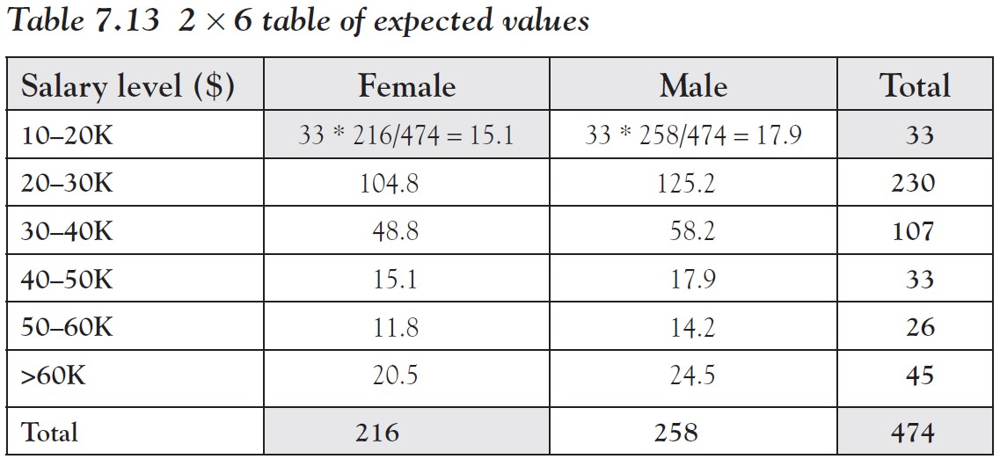 Table 7.13 2 × 6 table of expected values
Salary level ($) Female Male Total
10–20K 33 * 216/474 = 15.1 33 * 258/474 = 17.9 33
20–30K 104.8 125.2 230
30–40K 48.8 58.2 107
40–50K 15.1 17.9 33
50–60K 11.8 14.2 26
>60K 20.5 24.5 45
Total 216 258 474